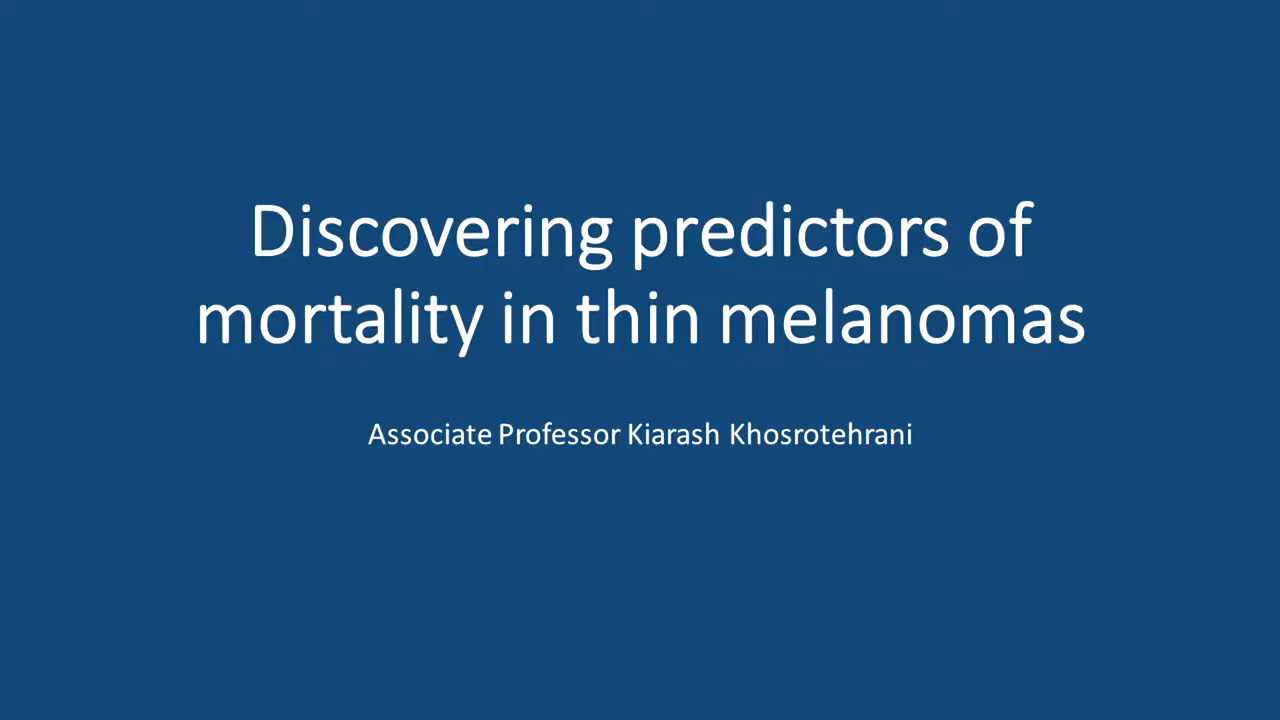 Discovering predictors of
mortality in thin melanomas
Associate Professor Kiarash Khosrotehrani